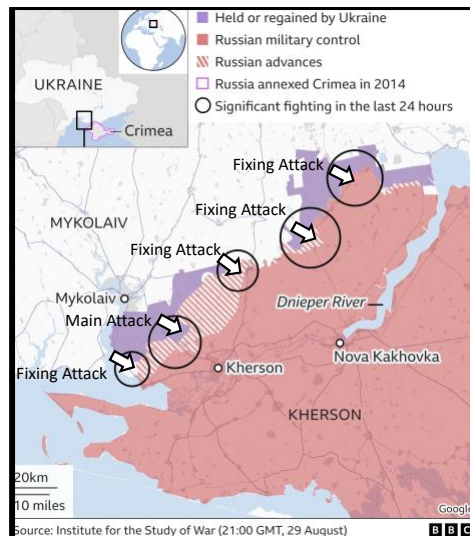 Held or regained by Ukraine
Russian military control
Russian advances
Russia annexed Crimea in 2014
Significant fighting in the last 24 hours
UKRAINE
Crimea
Fixing Attack
Fixing Attack
MYKOLAIV
Fixing Attack
Dnieper River
Mykolaiv
Main Attack
Nova Kakhovka
Kherson
Fixing Attack
KHERSON
20km
10 miles
Google
Source: Institute for the Study of War (21:00 GMT, 29 August)
BBC